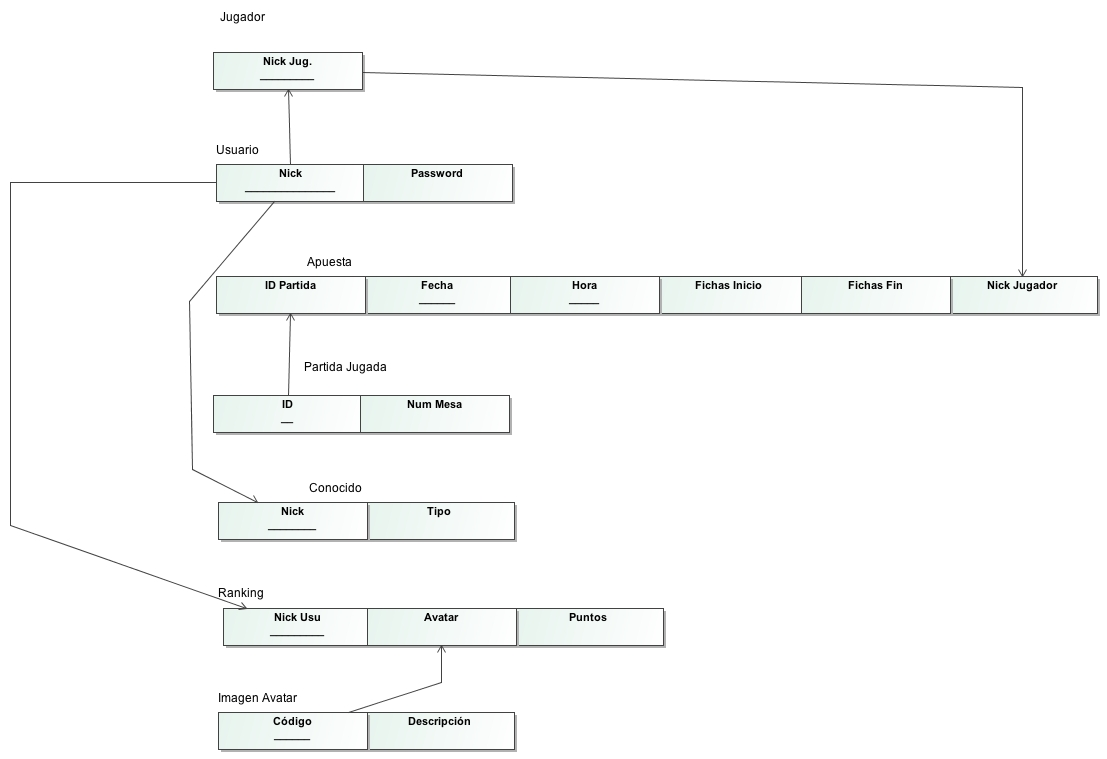 Jugador
Nick Jug.
Usuario
Nick Password
Apuesta
ID Partida Fecha Hora Fichas Inicio Fichas Fin Nick Jugador
Partida Jugada
ID Num Mesa
Conocido
Nick Tipo
Ranking
Nick Usu Avatar Puntos
Imagen Avatar
Código Descripción